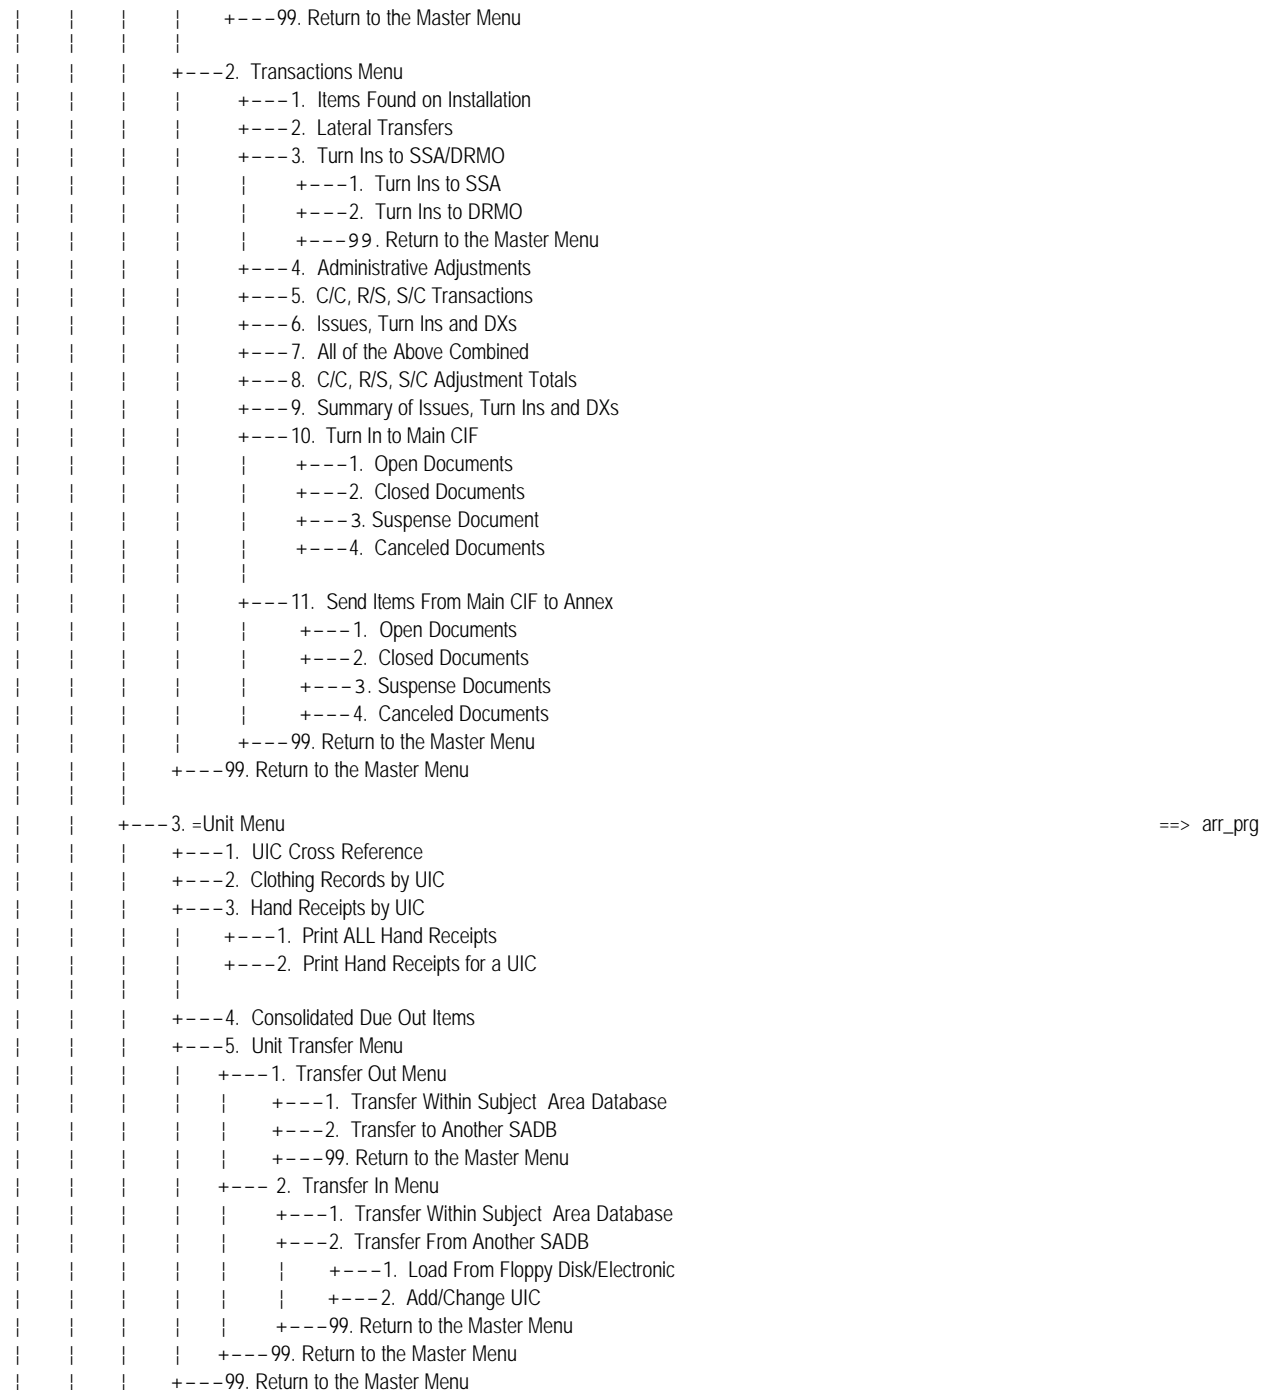 ¦ ¦ ¦ ¦ +---99. Return to the Master Menu
¦ ¦ ¦ ¦
¦ ¦ ¦ +---2. Transactions Menu
¦ ¦ ¦ ¦ +---1. Items Found on Installation
¦ ¦ ¦ ¦ +---2. Lateral Transfers
¦ ¦ ¦ ¦ +---3. Turn Ins to SSA/DRMO
¦ ¦ ¦ ¦ ¦ +---1. Turn Ins to SSA
¦ ¦ ¦ ¦ ¦ +---2. Turn Ins to DRMO
¦ ¦ ¦ ¦ ¦ +---99. Return to the Master Menu
¦ ¦ ¦ ¦ +---4. Administrative Adjustments
¦ ¦ ¦ ¦ +---5. C/C, R/S, S/C Transactions
¦ ¦ ¦ ¦ +---6. Issues, Turn Ins and DXs
¦ ¦ ¦ ¦ +---7. All of the Above Combined
¦ ¦ ¦ ¦ +---8. C/C, R/S, S/C Adjustment Totals
¦ ¦ ¦ ¦ +---9. Summary of Issues, Turn Ins and DXs
¦ ¦ ¦ ¦ +---10. Turn In to Main CIF
¦ ¦ ¦ ¦ ¦ +---1. Open Documents
¦ ¦ ¦ ¦ ¦ +---2. Closed Documents
¦ ¦ ¦ ¦ ¦ +---3. Suspense Document
¦ ¦ ¦ ¦ ¦ +---4. Canceled Documents
¦ ¦ ¦ ¦ ¦
¦ ¦ ¦ ¦ +---11. Send Items From Main CIF to Annex
¦ ¦ ¦ ¦ ¦ +---1. Open Documents
¦ ¦ ¦ ¦ ¦ +---2. Closed Documents
¦ ¦ ¦ ¦ ¦ +---3. Suspense Documents
¦ ¦ ¦ ¦ ¦ +---4. Canceled Documents
¦ ¦ ¦ ¦ +---99. Return to the Master Menu
¦ ¦ ¦ +---99. Return to the Master Menu
¦ ¦ ¦
¦ ¦ +---3. =Unit Menu ==> arr_prg
¦ ¦ ¦ +---1. UIC Cross Reference
¦ ¦ ¦ +---2. Clothing Records by UIC
¦ ¦ ¦ +---3. Hand Receipts by UIC
¦ ¦ ¦ ¦ +---1. Print ALL Hand Receipts
¦ ¦ ¦ ¦ +---2. Print Hand Receipts for a UIC
¦ ¦ ¦ ¦
¦ ¦ ¦ +---4. Consolidated Due Out Items
¦ ¦ ¦ +---5. Unit Transfer Menu
¦ ¦ ¦ ¦ +---1. Transfer Out Menu
¦ ¦ ¦ ¦ ¦ +---1. Transfer Within Subject Area Database
¦ ¦ ¦ ¦ ¦ +---2. Transfer to Another SADB
¦ ¦ ¦ ¦ ¦ +---99. Return to the Master Menu
¦ ¦ ¦ ¦ +--- 2. Transfer In Menu
¦ ¦ ¦ ¦ ¦ +---1. Transfer Within Subject Area Database
¦ ¦ ¦ ¦ ¦ +---2. Transfer From Another SADB
¦ ¦ ¦ ¦ ¦ ¦ +---1. Load From Floppy Disk/Electronic
¦ ¦ ¦ ¦ ¦ ¦ +---2. Add/Change UIC
¦ ¦ ¦ ¦ ¦ +---99. Return to the Master Menu
¦ ¦ ¦ ¦ +---99. Return to the Master Menu
¦ ¦ ¦ +---99. Return to the Master Menu